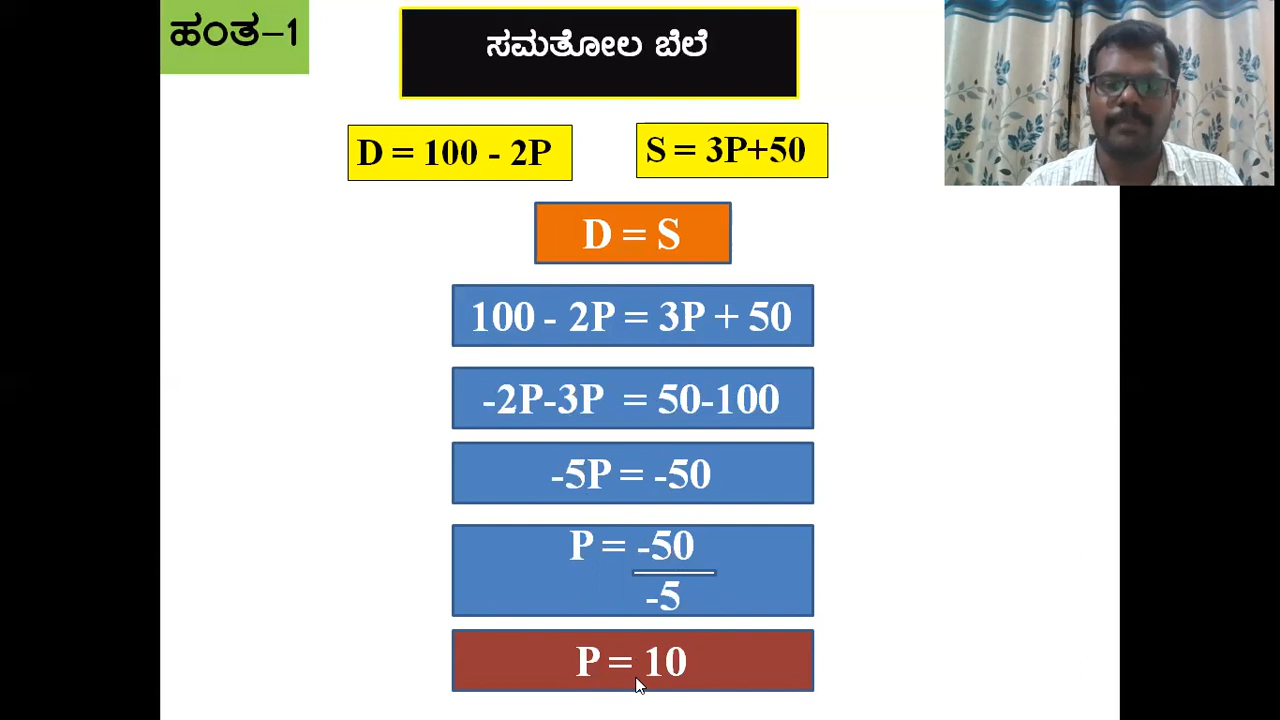 ಹಂತ-1
ಸಮತೋಲ ಬೆಲೆ
D = 100 - 2P
S = 3P+50
D = S
100 - 2P = 3P + 50
-2P-3P = 50-100
-5P = -50
P = -50
-5
P = 10